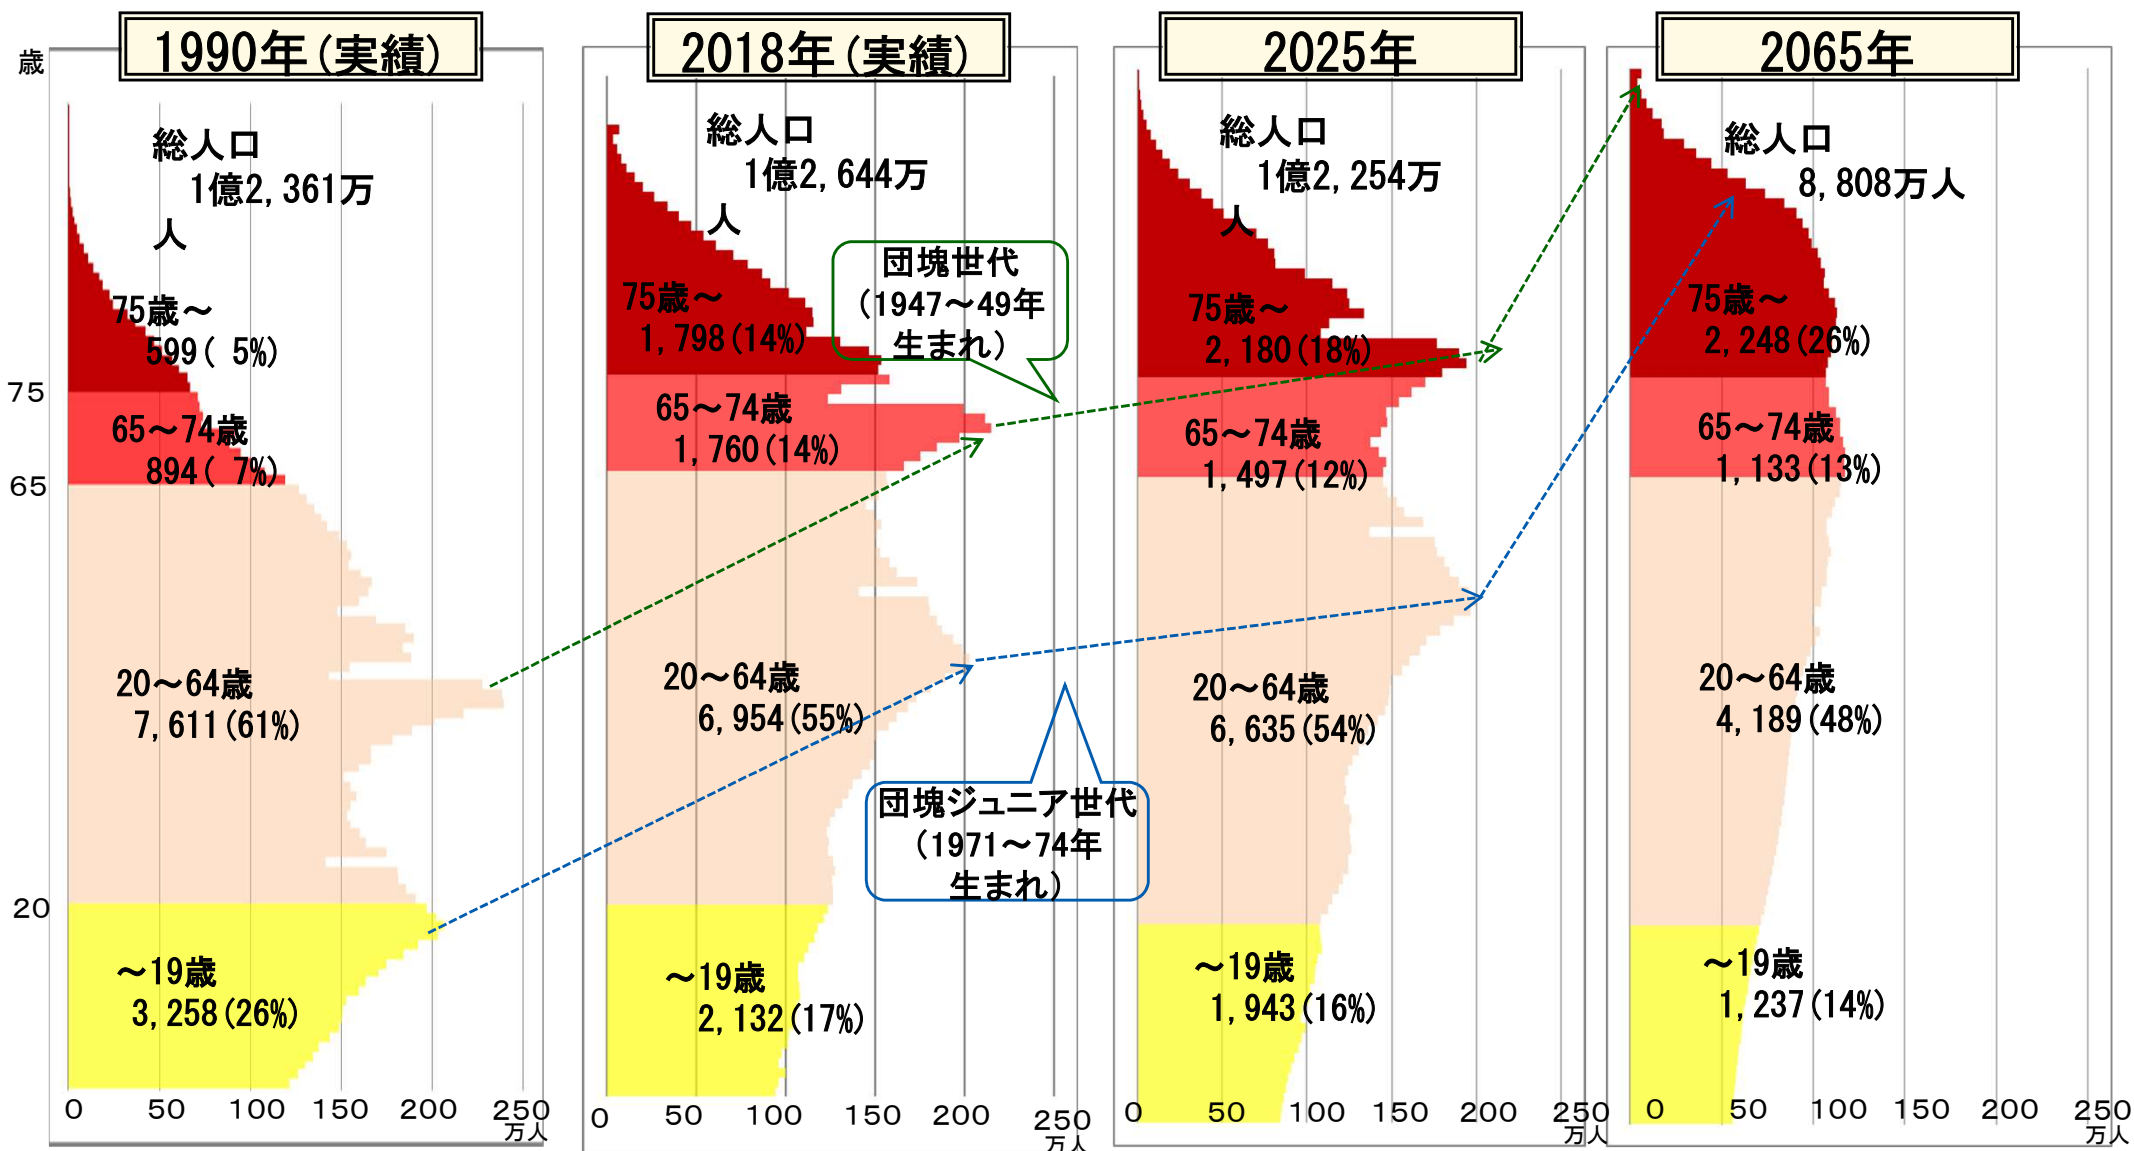 1990年(実績)
2018年(実績)
2025年
2065年
歳
75
65
20
総人口
1億2,361万
人
75歳～
599( 5%)
65～74歳
894( 7%)
20～64歳
7,611(61%)
～19歳
3,258(26%)
0 50 100 150 200 250
万人
総人口
1億2,644万
人
75歳～
1,798(14%)
65～74歳
1,760(14%)
20～64歳
6,954(55%)
～19歳
2,132(17%)
0 50 100 150 200 250
万人
団塊世代
(1947～49年
生まれ)
団塊ジュニア世代
(1971～74年
生まれ)
総人口
1億2,254万
人
75歳～
2,180(18%)
65～74歳
1,497(12%)
20～64歳
6,635(54%)
～19歳
1,943(16%)
0 50 100 150 200 250
万人
総人口
8,808万人
75歳～
2,248(26%)
65～74歳
1,133(13%)
20～64歳
4,189(48%)
～19歳
1,237(14%)
0 50 100 150 200 250
万人